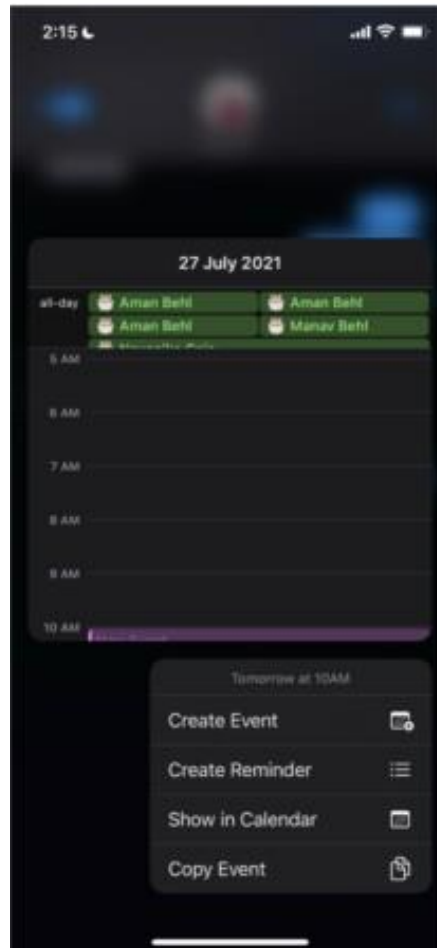 2:15
27 July 2021
all-day Aman Behl Aman Behl
Aman Behl Manav Behl
5 AM
6 AM
7 AM
8 AM
9 AM
10 AM
Tomorrow at 10AM
Create Event
Create Reminder
Show in Calendar
Copy Event